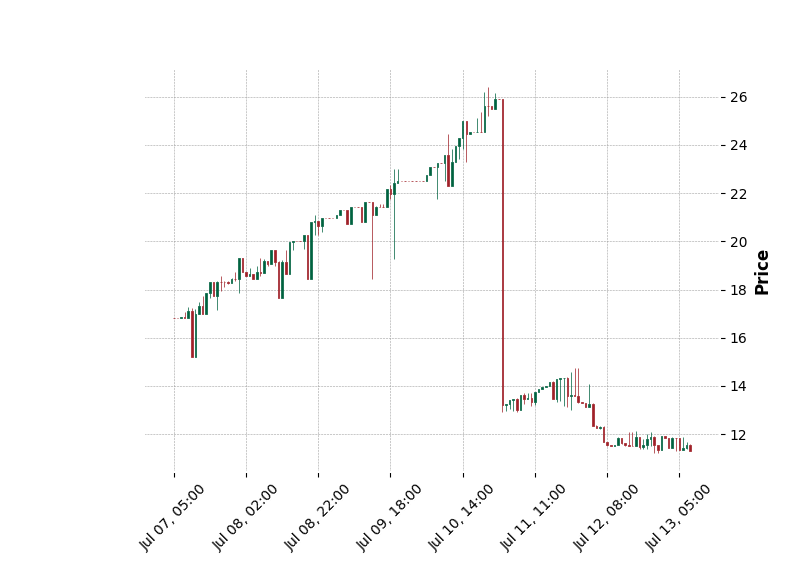 26
24
22
20
18
16
14
12
Price
Jul 07, 05:00
Jul 08, 02:00
Jul 08, 22:00
Jul 09, 18:00
Jul 10, 14:00
Jul 11, 11:00
Jul 12, 08:00
Jul 13, 05:00